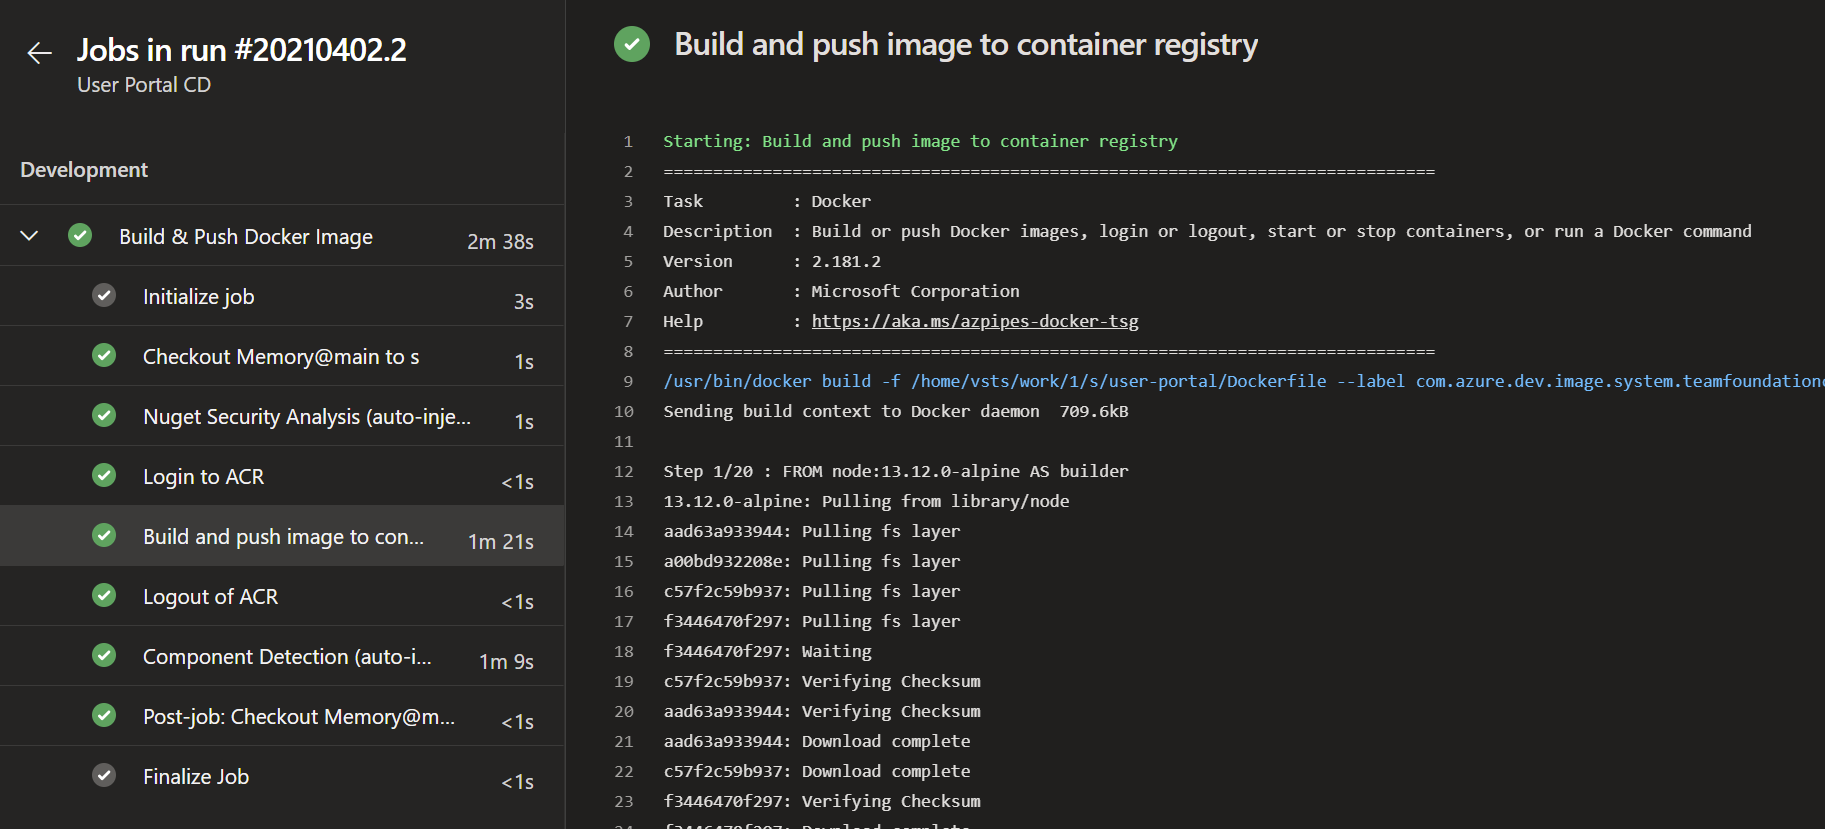 Jobs in run #20210402.2
User Portal CD
Development
Build & Push Docker Image 2m 38s
Initialize job 3s
Checkout Memory@main to s 1s
Nuget Security Analysis (auto-inje... 1s
Login to ACR <1s
Build and push image to con... 1m 21s
Logout of ACR <1s
Component Detection (auto-i... 1m 9s
Post-job: Checkout Memory@m... <1s
Finalize Job <1s
Build and push image to container registry
1 Starting: Build and push image to container registry
2 ==============================================================================
3 Task         : Docker
4 Description  : Build or push Docker images, login or logout, start or stop containers, or run a Docker command
5 Version      : 2.181.2
6 Author       : Microsoft Corporation
7 Help         : https://aka.ms/azpipes-docker-tsg
8 ==============================================================================
9 /usr/bin/docker build -f /home/vsts/work/1/s/user-portal/Dockerfile --label com.azure.dev.image.system.teamfoundation
10 Sending build context to Docker daemon  709.6kB
11
12 Step 1/20 : FROM node:13.12.0-alpine AS builder
13 13.12.0-alpine: Pulling from library/node
14 aad63a933944: Pulling fs layer
15 a00bd932208e: Pulling fs layer
16 c57f2c59b937: Pulling fs layer
17 f3446470f297: Pulling fs layer
18 f3446470f297: Waiting
19 c57f2c59b937: Verifying Checksum
20 aad63a933944: Verifying Checksum
21 aad63a933944: Download complete
22 c57f2c59b937: Download complete
23 f3446470f297: Verifying Checksum